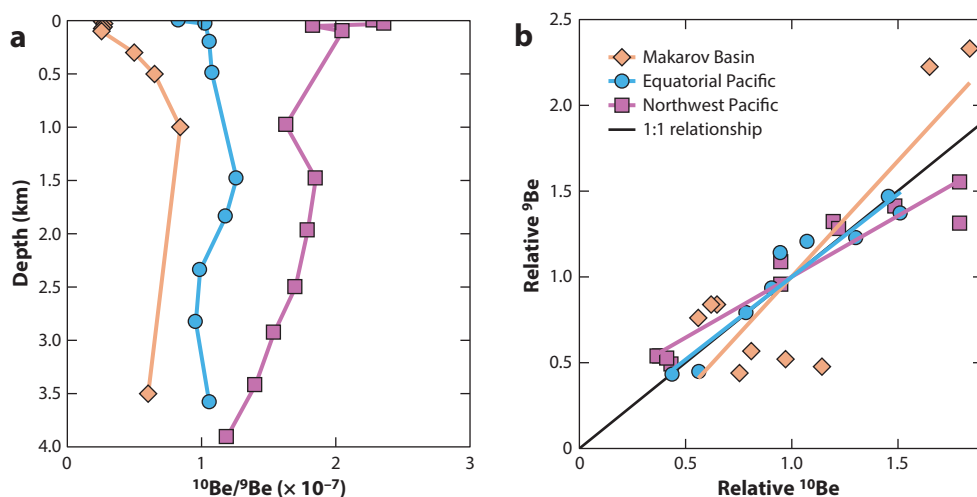 a
0
0.5
1.0
1.5
2.0
2.5
3.0
3.5
4.0
Depth (km)
0
1
2
3
¹⁰Be/⁹Be (× 10⁻⁷)
b
Makarov Basin
Equatorial Pacific
Northwest Pacific
1:1 relationship
2.5
2.0
1.5
1.0
0.5
0
Relative ⁹Be
0
0.5
1.0
1.5
Relative ¹⁰Be